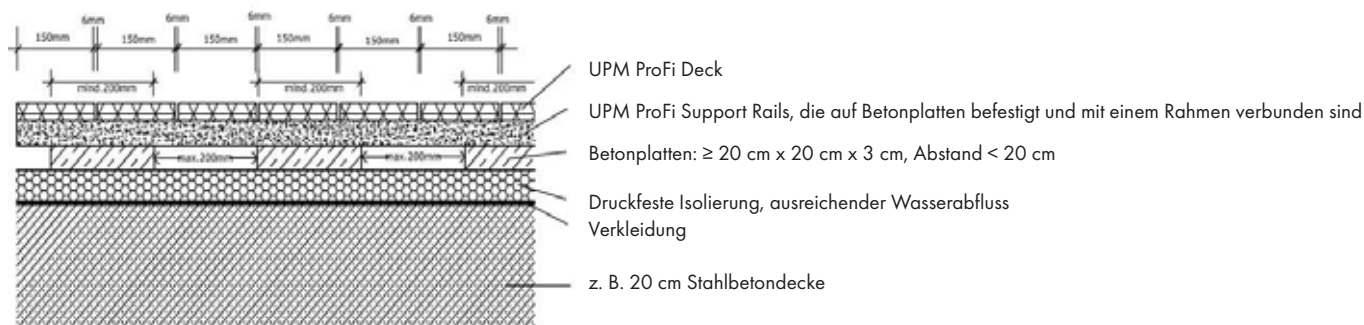 6mm 6mm 6mm 6mm 6mm 6mm
150mm 150mm 150mm 150mm 150mm 150mm
mind.200mm mind.200mm mind.200mm
max.200mm max.200mm
UPM ProFi Deck
UPM ProFi Support Rails, die auf Betonplatten befestigt und mit einem Rahmen verbunden sind
Betonplatten: ≥ 20 cm x 20 cm x 3 cm, Abstand < 20 cm
Druckfeste Isolierung, ausreichender Wasserabfluss
Verkleidung
z. B. 20 cm Stahlbetondecke